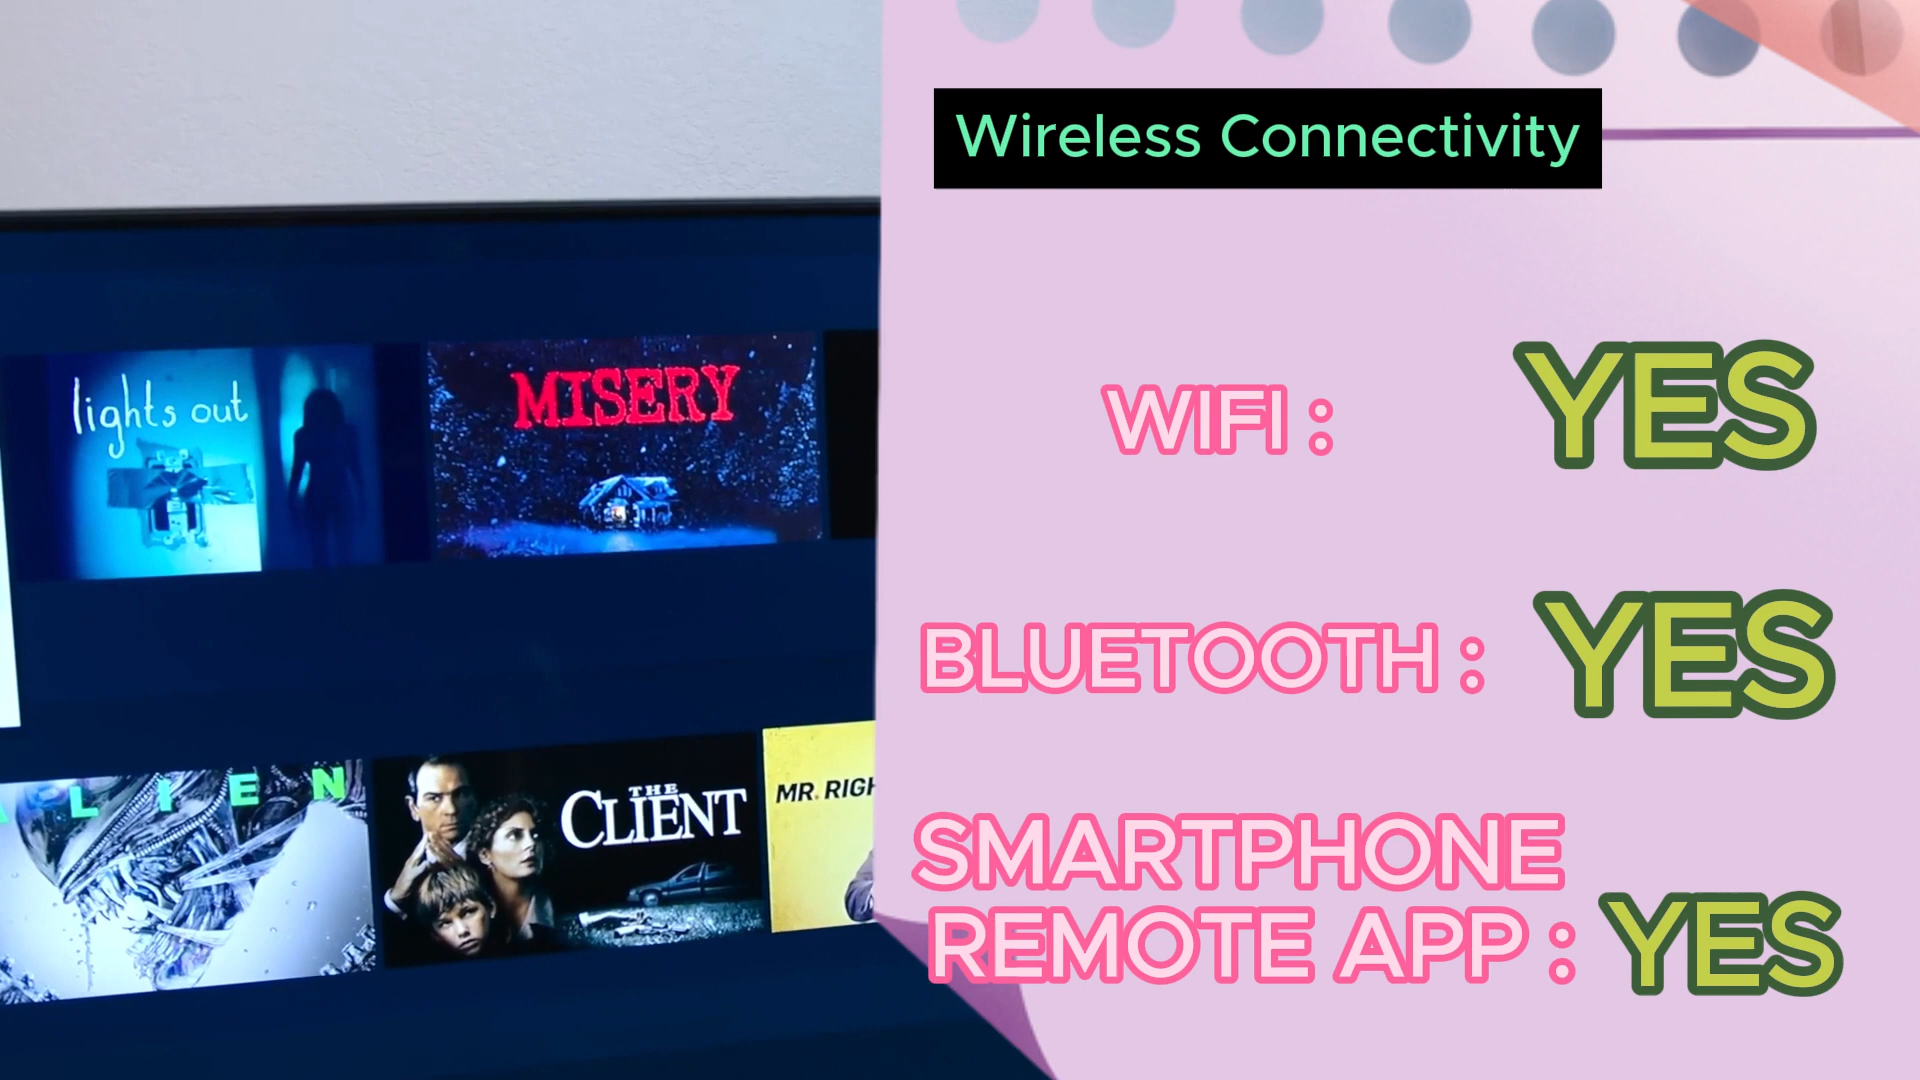 Wireless Connectivity
WIFI : YES
BLUETOOTH : YES
SMARTPHONE
REMOTE APP : YES
lights out
MISERY
ALIEN
THE
CLIENT
MR. RIGH